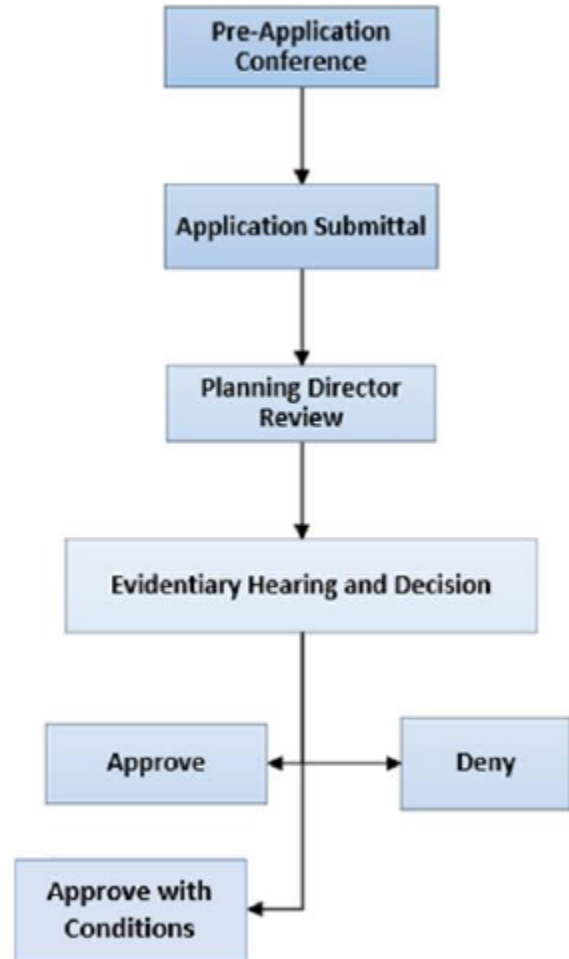 Pre-Application
Conference
Application Submittal
Planning Director
Review
Evidentiary Hearing and Decision
Approve
Deny
Approve with
Conditions